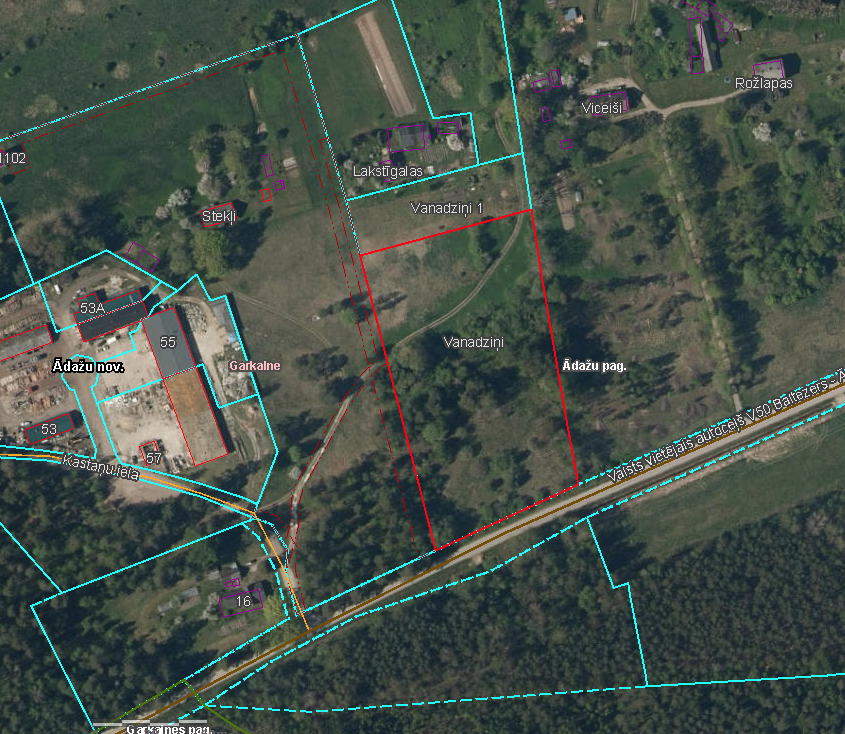 Rožlapas
Viceiši
1102
Lakstīgalas
Vanadziņi 1
Stekļi
53A
55
Vanadziņi
Ādažu nov.
Garkalne
Ādažu pag.
53
57
Kastaņu iela
Valsts vietējais autoceļš V50 Baltezers - Ā
16
Garkalnes pag.